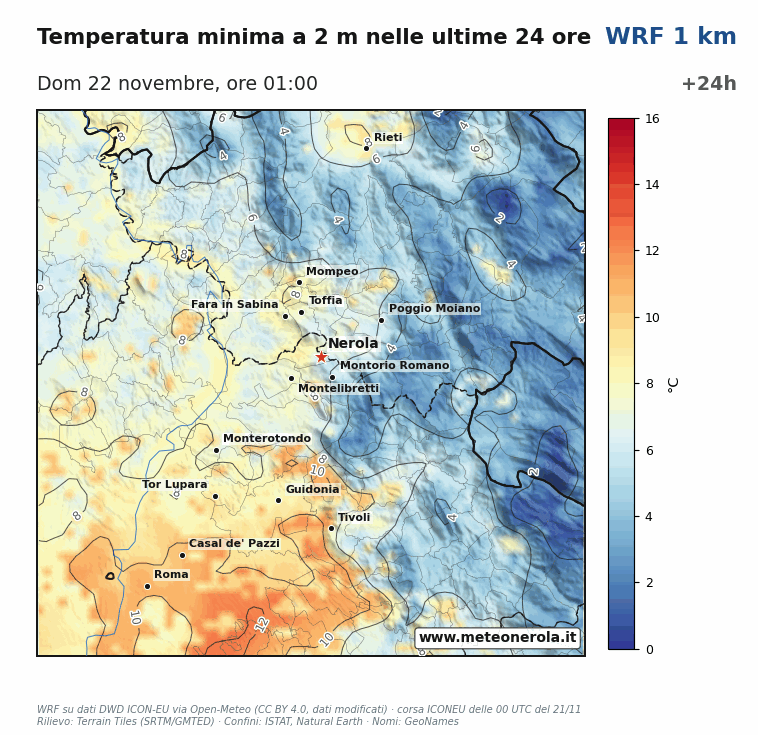 Temperatura minima a 2 m nelle ultime 24 ore WRF 1 km
Dom 22 novembre, ore 01:00 +24h
Rieti
Mompeo
Fara in Sabina
Toffia
Poggio Moiano
Nerola
Montorio Romano
Montelibretti
Monterotondo
Tor Lupara
Guidonia
Tivoli
Casal de' Pazzi
Roma
www.meteonerola.it
16
14
12
10
8
6
4
2
0
°C
WRF su dati DWD ICON-EU via Open-Meteo (CC BY 4.0, dati modificati) · corsa ICONEU delle 00 UTC del 21/11
Rilievo: Terrain Tiles (SRTM/GMTED) · Confini: ISTAT, Natural Earth · Nomi: GeoNames